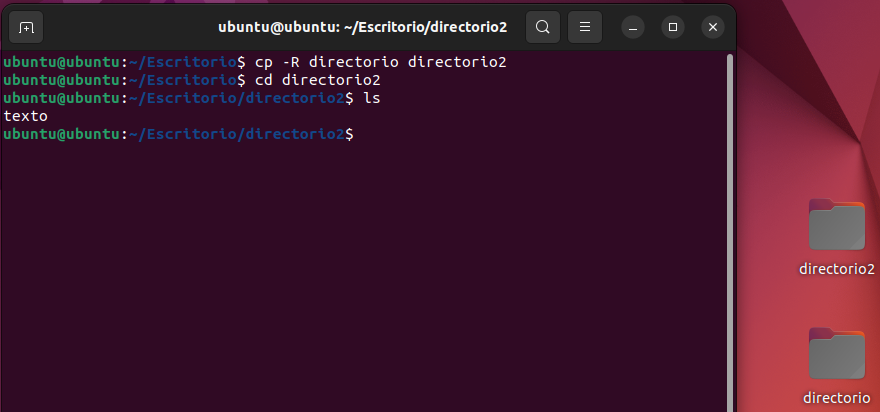 ubuntu@ubuntu: ~/Escritorio/directorio2
ubuntu@ubuntu:~/Escritorio$ cp -R directorio directorio2
ubuntu@ubuntu:~/Escritorio$ cd directorio2
ubuntu@ubuntu:~/Escritorio/directorio2$ ls
texto
ubuntu@ubuntu:~/Escritorio/directorio2$
directorio2
directorio